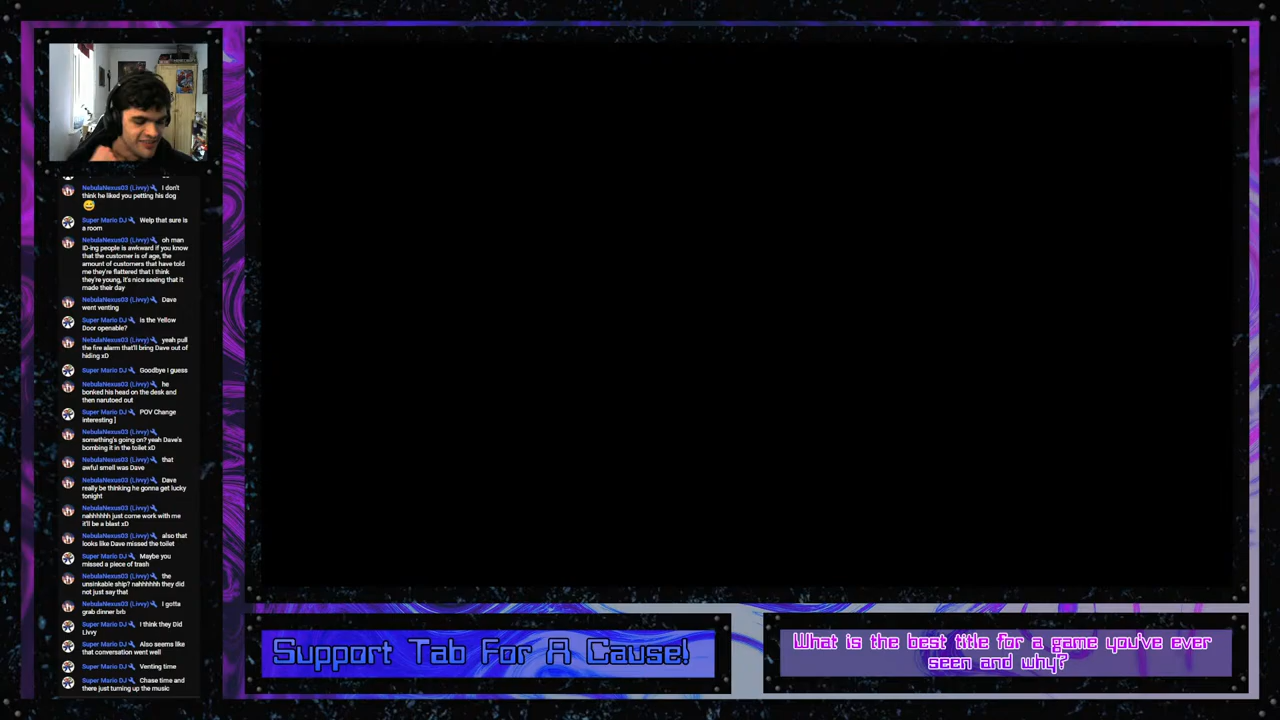 NebulaNexus03 (Livvy) I don't
think he liked you petting his dog
Super Mario DJ Welp that sure is
a room
NebulaNexus03 (Livvy) oh man
ID-ing people is awkward if you know
that the customer is of age, the
amount of customers that have told
me they're flattered that I think
they're young, it's nice seeing that it
made their day
NebulaNexus03 (Livvy) Dave
went venting
Super Mario DJ is the Yellow
Door openable?
NebulaNexus03 (Livvy) yeah pull
the fire alarm that'll bring Dave out of
hiding xD
Super Mario DJ Goodbye I guess
NebulaNexus03 (Livvy) he
bonked his head on the desk and
then narutoed out
Super Mario DJ POV Change
interesting ]
NebulaNexus03 (Livvy)
something's going on? yeah Dave's
bombing it in the toilet xD
NebulaNexus03 (Livvy) that
awful smell was Dave
NebulaNexus03 (Livvy) Dave
really be thinking he gonna get lucky
tonight
NebulaNexus03 (Livvy)
nahhhhhh just come work with me
it'll be a blast xD
NebulaNexus03 (Livvy) also that
looks like Dave missed the toilet
Super Mario DJ Maybe you
missed a piece of trash
NebulaNexus03 (Livvy) the
unsinkable ship? nahhhhhh they did
not just say that
NebulaNexus03 (Livvy) I gotta
grab dinner brb
Super Mario DJ I think they Did
Livvy
Super Mario DJ Also seems like
that conversation went well
Super Mario DJ Venting time
Super Mario DJ Chase time and
there just turning up the music
Support Tab For A Cause!
What is the best title for a game you've ever
seen and why?